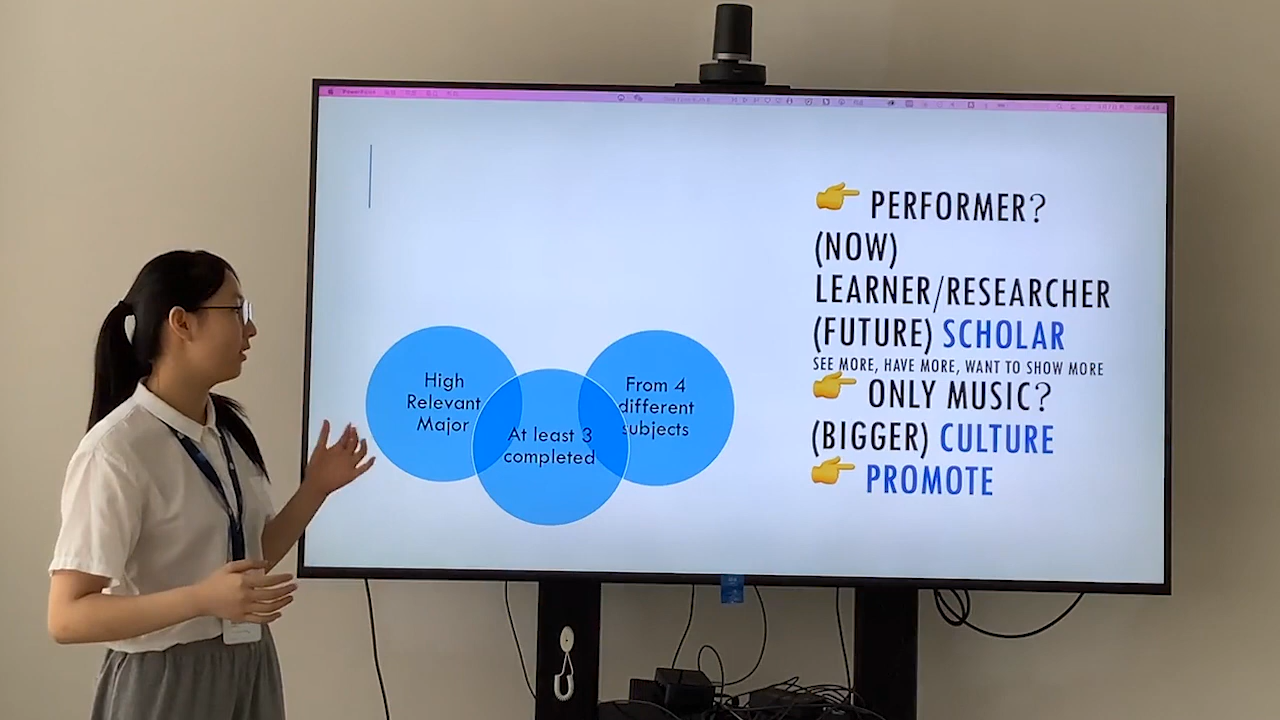 PowerPoint
High
Relevant
Major
At least 3
completed
From 4
different
subjects
👉 PERFORMER?
(NOW)
LEARNER/RESEARCHER
(FUTURE) SCHOLAR
SEE MORE, HAVE MORE, WANT TO SHOW MORE
👉 ONLY MUSIC?
(BIGGER) CULTURE
👉 PROMOTE